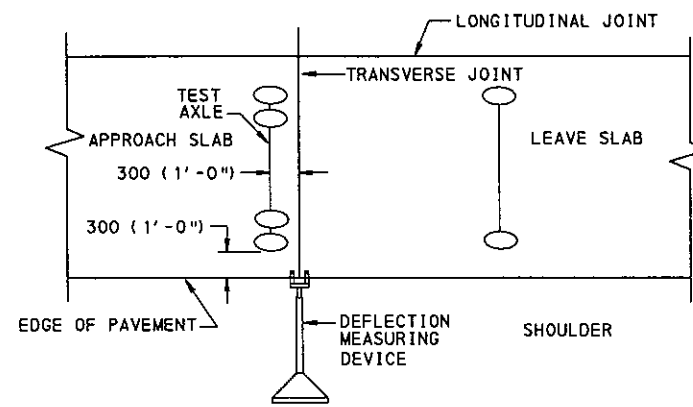 LONGITUDINAL JOINT
TRANSVERSE JOINT
TEST
AXLE
APPROACH SLAB
LEAVE SLAB
300 (1'-0")
300 (1'-0")
EDGE OF PAVEMENT
DEFLECTION
MEASURING
DEVICE
SHOULDER